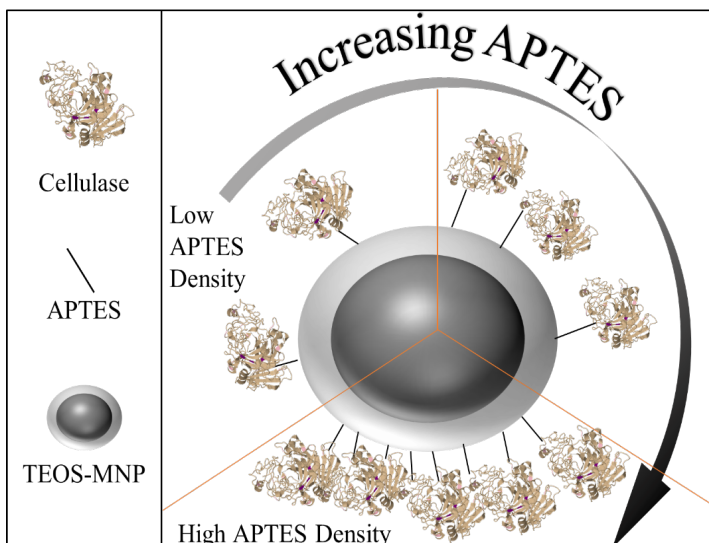 Increasing APTES
Cellulase
APTES
TEOS-MNP
Low
APTES
Density
High APTES Density